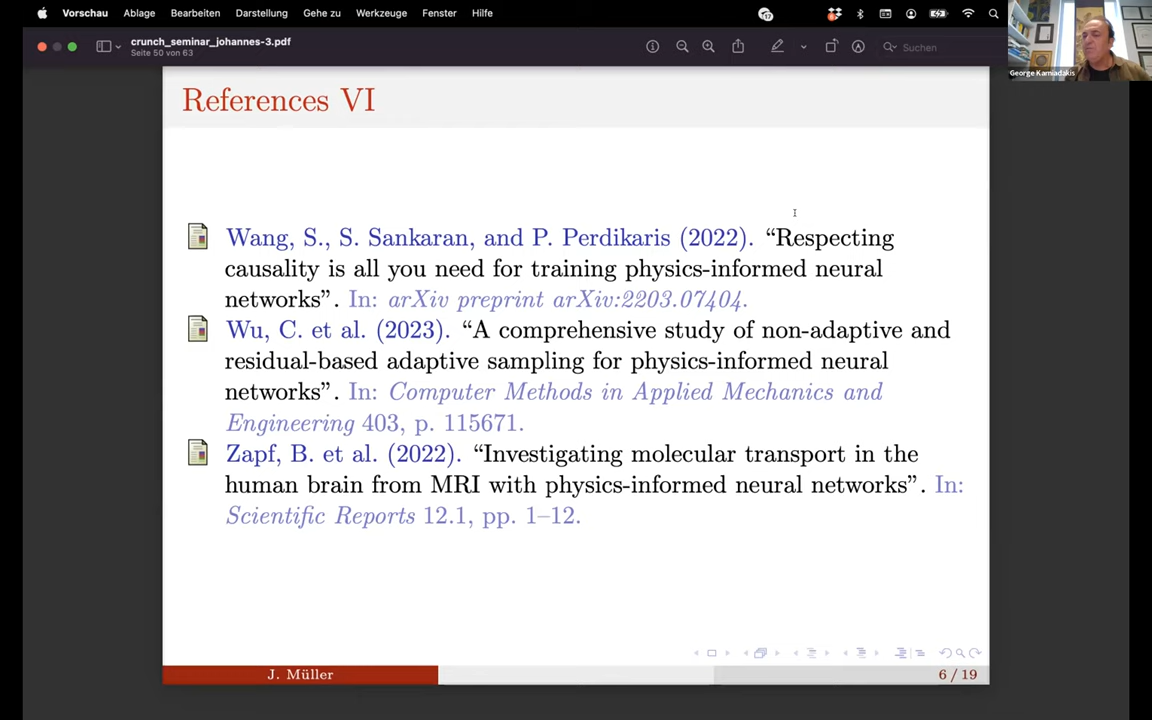 Vorschau Ablage Bearbeiten Darstellung Gehe zu Werkzeuge Fenster Hilfe
17
crunch_seminar_johannes-3.pdf
Seite 50 von 63
Suchen
George Karniadakis
References VI
Wang, S., S. Sankaran, and P. Perdikaris (2022). “Respecting
causality is all you need for training physics-informed neural
networks”. In: arXiv preprint arXiv:2203.07404.
Wu, C. et al. (2023). “A comprehensive study of non-adaptive and
residual-based adaptive sampling for physics-informed neural
networks”. In: Computer Methods in Applied Mechanics and
Engineering 403, p. 115671.
Zapf, B. et al. (2022). “Investigating molecular transport in the
human brain from MRI with physics-informed neural networks”. In:
Scientific Reports 12.1, pp. 1–12.
J. Müller
6 / 19